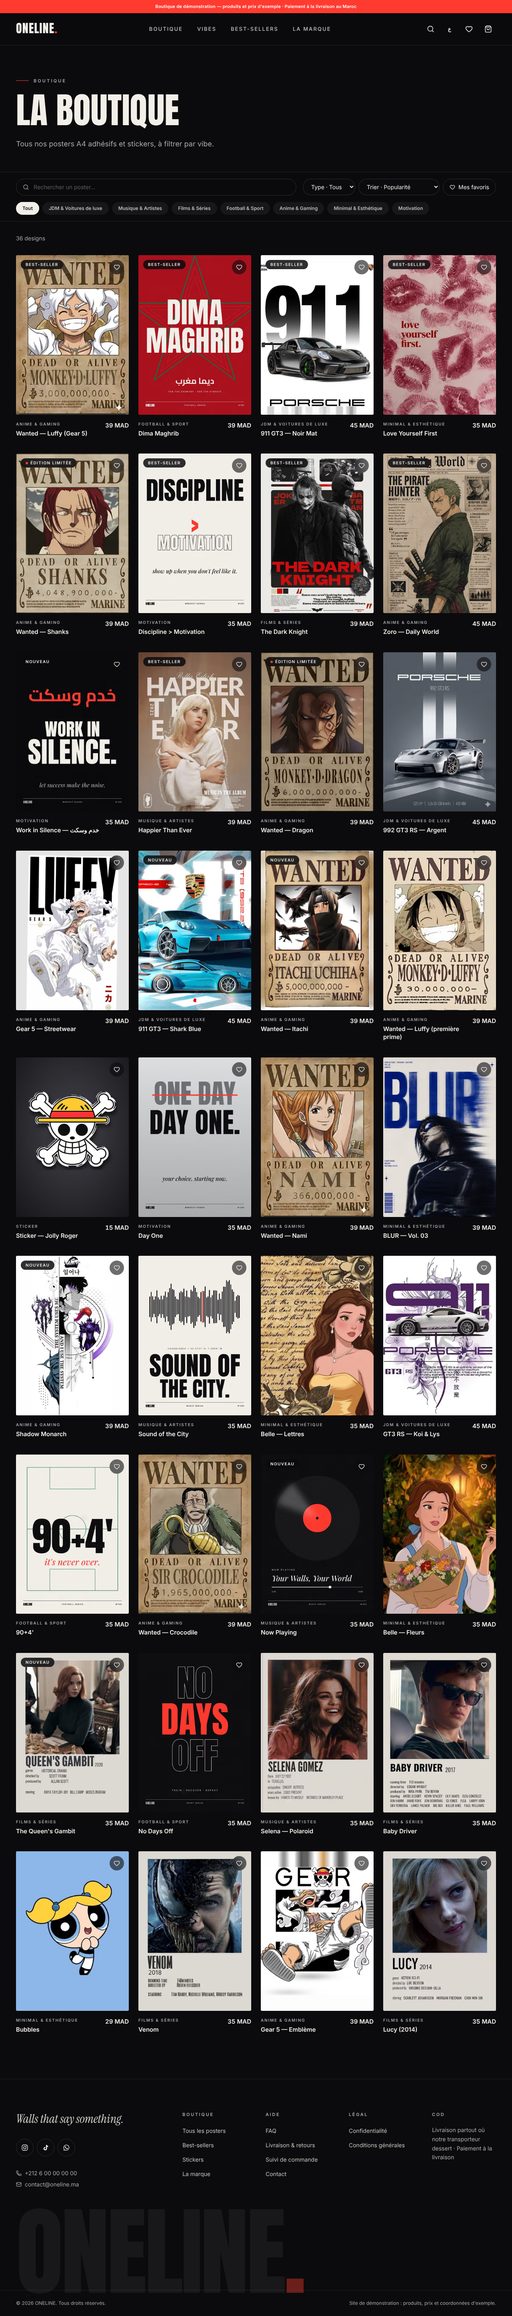 Boutique de démonstration — produits et prix d'exemple · Paiement à la livraison au Maroc
ONELINE.
BOUTIQUE
VIBES
BEST-SELLERS
LA MARQUE
ع
BOUTIQUE
LA BOUTIQUE
Tous nos posters A4 adhésifs et stickers, à filtrer par vibe.
Rechercher un poster...
Type · Tous
Trier · Popularité
Mes favoris
Tout
JDM & Voitures de luxe
Musique & Artistes
Films & Séries
Football & Sport
Anime & Gaming
Minimal & Esthétique
Motivation
36 designs
BEST-SELLER
WANTED
DEAD OR ALIVE
MONKEY·D·LUFFY
3,000,000,000-
MARINE
ANIME & GAMING
39 MAD
Wanted — Luffy (Gear 5)
BEST-SELLER
DIMA
MAGHRIB
ديما مغرب
FOOTBALL & SPORT
39 MAD
Dima Maghrib
BEST-SELLER
911
PORSCHE
JDM & VOITURES DE LUXE
45 MAD
911 GT3 — Noir Mat
BEST-SELLER
love
yourself
first.
MINIMAL & ESTHÉTIQUE
35 MAD
Love Yourself First
ÉDITION LIMITÉE
WANTED
DEAD OR ALIVE
SHANKS
4,048,900,000-
MARINE
ANIME & GAMING
39 MAD
Wanted — Shanks
BEST-SELLER
DISCIPLINE
>
MOTIVATION
show up when you don't feel like it.
MOTIVATION
35 MAD
Discipline > Motivation
BEST-SELLER
JOKER
BATMAN
THE DARK
KNIGHT
FILMS & SÉRIES
39 MAD
The Dark Knight
BEST-SELLER
Daily World
THE PIRATE
HUNTER
ANIME & GAMING
45 MAD
Zoro — Daily World
NOUVEAU
خدم وسكت
WORK IN
SILENCE.
let success make the noise.
MOTIVATION
35 MAD
Work in Silence — خدم وسكت
BEST-SELLER
HAPPIER
THAN
EVER
MUSIQUE & ARTISTES
39 MAD
Happier Than Ever
ÉDITION LIMITÉE
WANTED
DEAD OR ALIVE
MONKEY·D·DRAGON
6,000,000,000-
MARINE
ANIME & GAMING
39 MAD
Wanted — Dragon
PORSCHE
992 GT3 RS
JDM & VOITURES DE LUXE
45 MAD
992 GT3 RS — Argent
LUFFY
GEAR 5
ANIME & GAMING
39 MAD
Gear 5 — Streetwear
NOUVEAU
911
JDM & VOITURES DE LUXE
45 MAD
911 GT3 — Shark Blue
NOUVEAU
WANTED
DEAD OR ALIVE
ITACHI UCHIHA
5,000,000,000-
MARINE
ANIME & GAMING
39 MAD
Wanted — Itachi
WANTED
DEAD OR ALIVE
MONKEY·D·LUFFY
30,000,000-
MARINE
ANIME & GAMING
39 MAD
Wanted — Luffy (première prime)
STICKER
15 MAD
Sticker — Jolly Roger
ONE DAY
DAY ONE.
your choice. starting now.
MOTIVATION
35 MAD
Day One
WANTED
DEAD OR ALIVE
NAMI
366,000,000-
MARINE
ANIME & GAMING
39 MAD
Wanted — Nami
BLUR
MINIMAL & ESTHÉTIQUE
39 MAD
BLUR — Vol. 03
NOUVEAU
ANIME & GAMING
39 MAD
Shadow Monarch
SOUND OF
THE CITY.
MUSIQUE & ARTISTES
35 MAD
Sound of the City
MINIMAL & ESTHÉTIQUE
35 MAD
Belle — Lettres
911
PORSCHE
GT3 RS
JDM & VOITURES DE LUXE
45 MAD
GT3 RS — Koi & Lys
90+4'
it's never over.
FOOTBALL & SPORT
35 MAD
90+4'
WANTED
DEAD OR ALIVE
SIR CROCODILE
1,965,000,000-
MARINE
ANIME & GAMING
39 MAD
Wanted — Crocodile
NOUVEAU
NOW PLAYING
Your Walls, Your World
MUSIQUE & ARTISTES
35 MAD
Now Playing
MINIMAL & ESTHÉTIQUE
35 MAD
Belle — Fleurs
NOUVEAU
QUEEN'S GAMBIT 2020
FILMS & SÉRIES
35 MAD
The Queen's Gambit
NO
DAYS
OFF
FOOTBALL & SPORT
35 MAD
No Days Off
SELENA GOMEZ
MUSIQUE & ARTISTES
35 MAD
Selena — Polaroid
BABY DRIVER 2017
FILMS & SÉRIES
35 MAD
Baby Driver
MINIMAL & ESTHÉTIQUE
29 MAD
Bubbles
VENOM
2018
FILMS & SÉRIES
35 MAD
Venom
GEAR
ANIME & GAMING
39 MAD
Gear 5 — Emblème
LUCY 2014
FILMS & SÉRIES
35 MAD
Lucy (2014)
Walls that say something.
+212 6 00 00 00 00
contact@oneline.ma
BOUTIQUE
Tous les posters
Best-sellers
Stickers
La marque
AIDE
FAQ
Livraison & retours
Suivi de commande
Contact
LÉGAL
Confidentialité
Conditions générales
COD
Livraison partout où
notre transporteur
dessert · Paiement à la
livraison
ONELINE.
© 2026 ONELINE. Tous droits réservés.
Site de démonstration : produits, prix et coordonnées d'exemple.